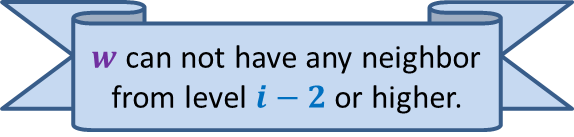 w can not have any neighbor
from level i − 2 or higher.